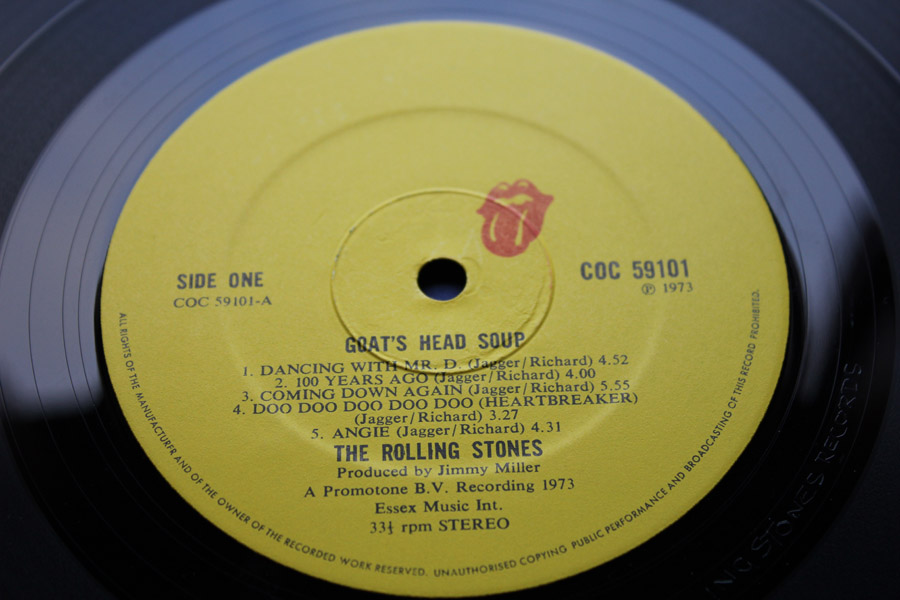 SIDE ONE
COC 59101-A
COC 59101
Ⓟ 1973
GOAT'S HEAD SOUP
1. DANCING WITH MR. D. (Jagger/Richard) 4.52
2. 100 YEARS AGO (Jagger/Richard) 4.00
3. COMING DOWN AGAIN (Jagger/Richard) 5.55
4. DOO DOO DOO DOO DOO (HEARTBREAKER)
(Jagger/Richard) 3.27
5. ANGIE (Jagger/Richard) 4.31
THE ROLLING STONES
Produced by Jimmy Miller
A Promotone B.V. Recording 1973
Essex Music Int.
33⅓ rpm STEREO
ALL RIGHTS OF THE MANUFACTURER AND OF THE OWNER OF THE RECORDED WORK RESERVED. UNAUTHORISED COPYING PUBLIC PERFORMANCE AND BROADCASTING OF THIS RECORD PROHIBITED.
STONES RECORDS